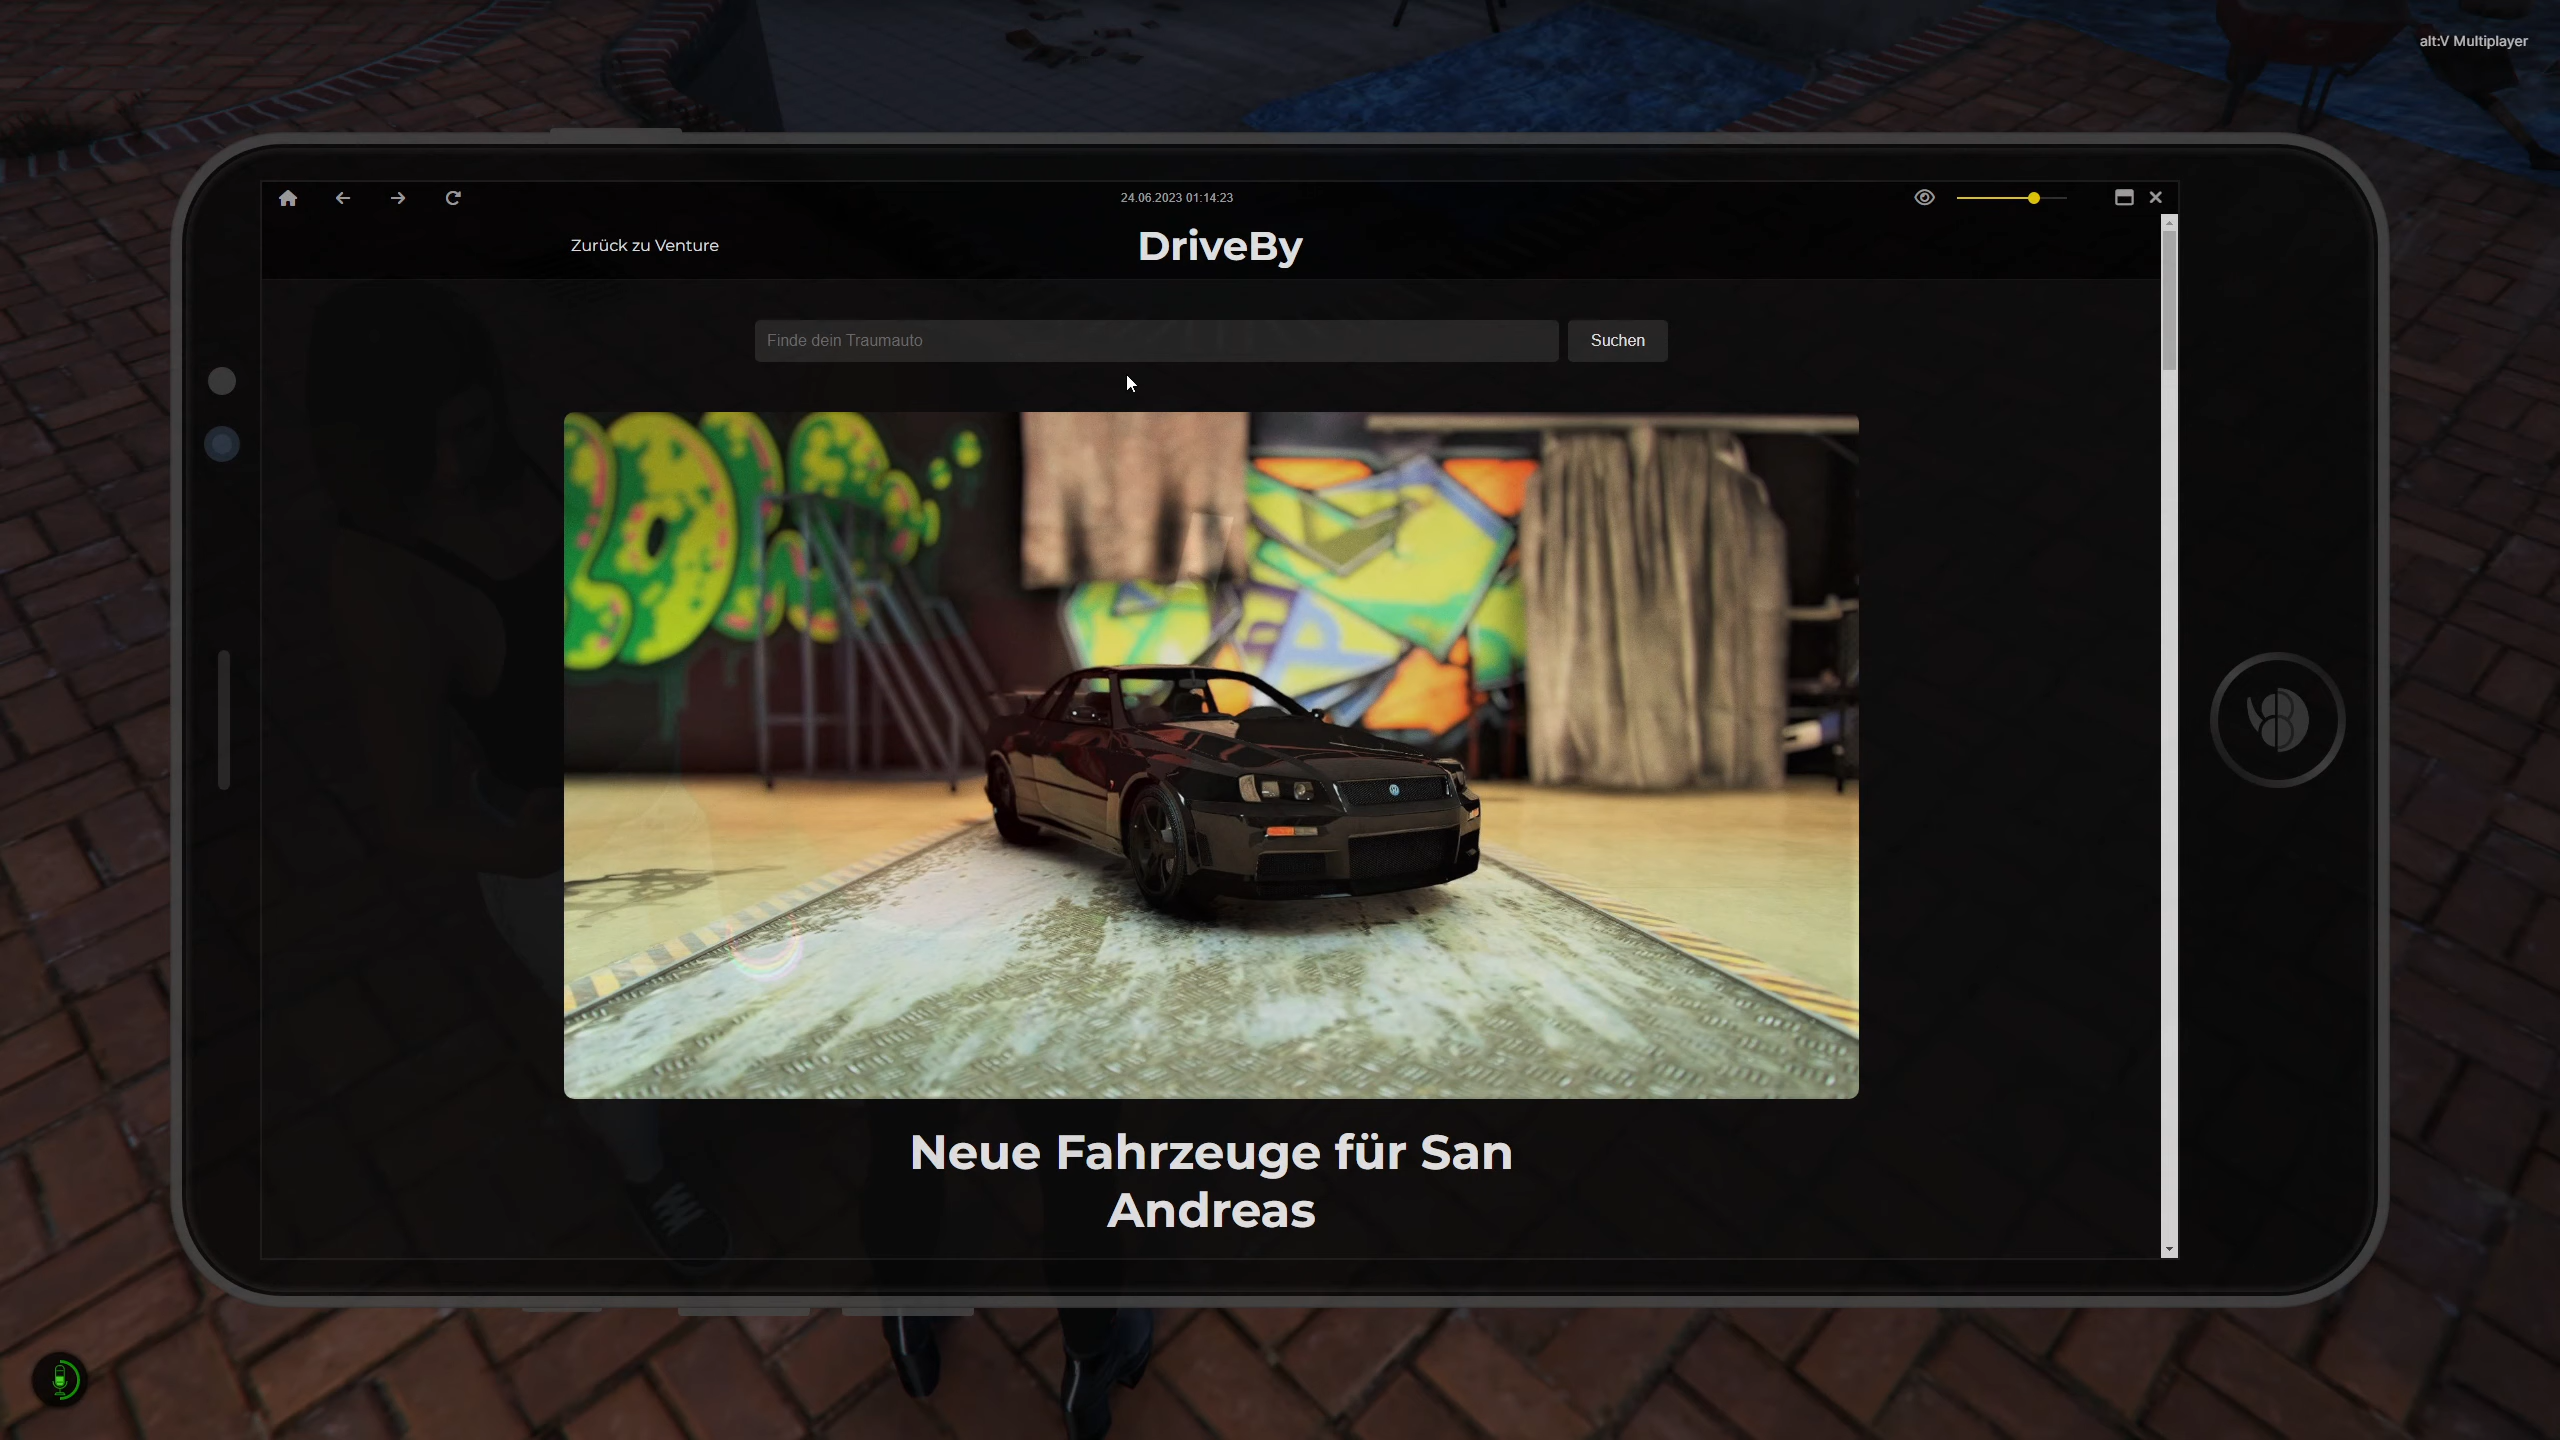 alt:V Multiplayer
24.06.2023 01:14:23
Zurück zu Venture
DriveBy
Finde dein Traumauto
Suchen
Neue Fahrzeuge für San
Andreas